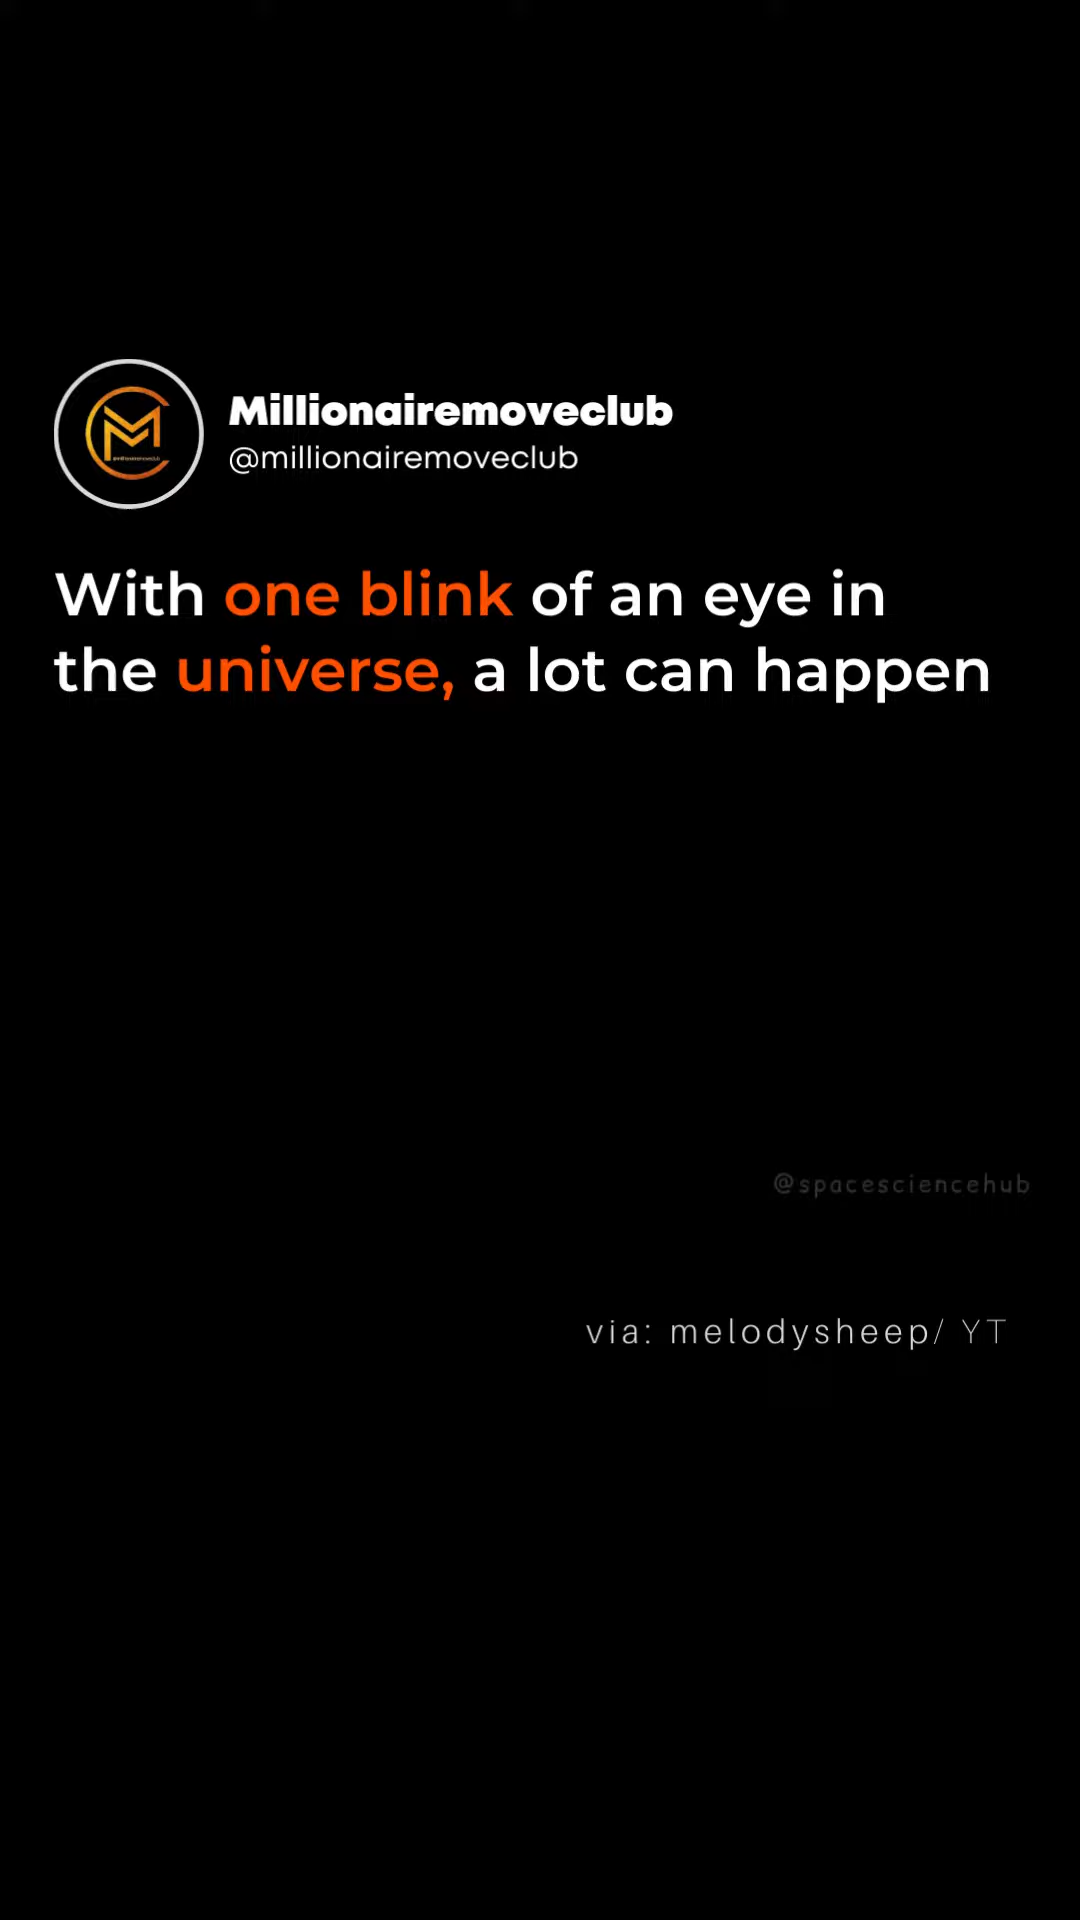 Millionairemoveclub
@millionairemoveclub
With one blink of an eye in
the universe, a lot can happen
@spacesciencehub
via: melodysheep/ YT